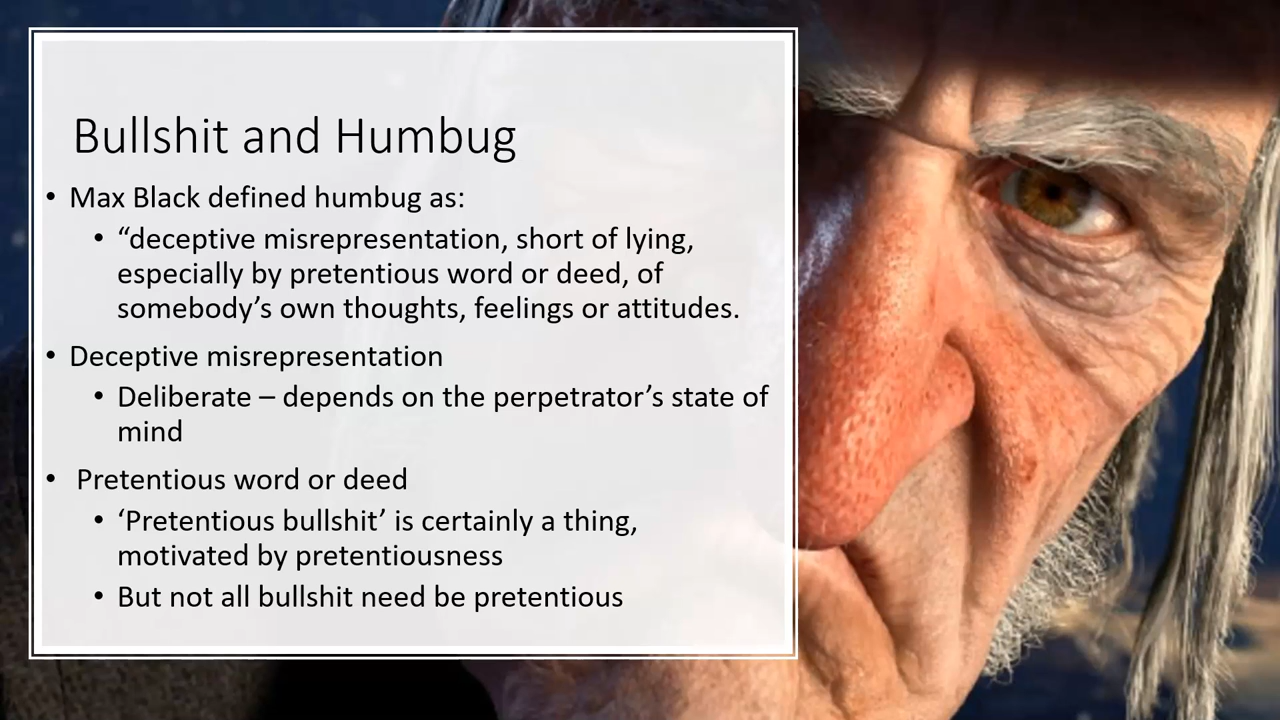 Bullshit and Humbug
• Max Black defined humbug as:
• “deceptive misrepresentation, short of lying,
especially by pretentious word or deed, of
somebody’s own thoughts, feelings or attitudes.
• Deceptive misrepresentation
• Deliberate – depends on the perpetrator’s state of
mind
• Pretentious word or deed
• ‘Pretentious bullshit’ is certainly a thing,
motivated by pretentiousness
• But not all bullshit need be pretentious